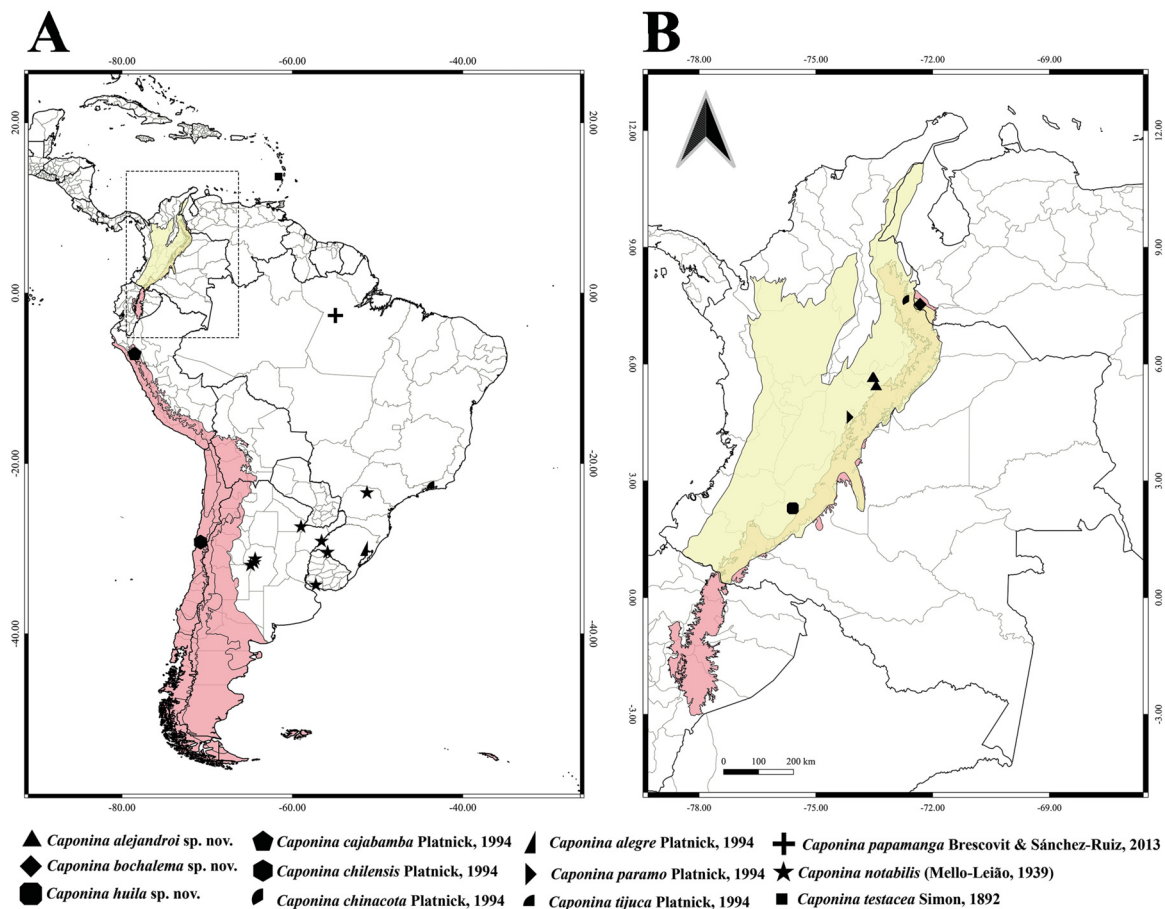 A
B
-80.00 -60.00 -40.00
-78.00 -75.00 -72.00 -69.00
20.00 20.00
12.00 12.00
9.00 9.00
0.00 0.00
6.00 6.00
-20.00 -20.00
3.00 3.00
0.00 0.00
-40.00 -40.00
-3.00 -3.00
0 100 200 km
-80.00 -60.00 -40.00
-78.00 -75.00 -72.00 -69.00
Caponina alejandroi sp. nov.
Caponina bochalema sp. nov.
Caponina huila sp. nov.
Caponina cajabamba Platnick, 1994
Caponina chilensis Platnick, 1994
Caponina chinacota Platnick, 1994
Caponina alegre Platnick, 1994
Caponina paramo Platnick, 1994
Caponina tijuca Platnick, 1994
Caponina papamanga Brescovit & Sánchez-Ruiz, 2013
Caponina notabilis (Mello-Leião, 1939)
Caponina testacea Simon, 1892